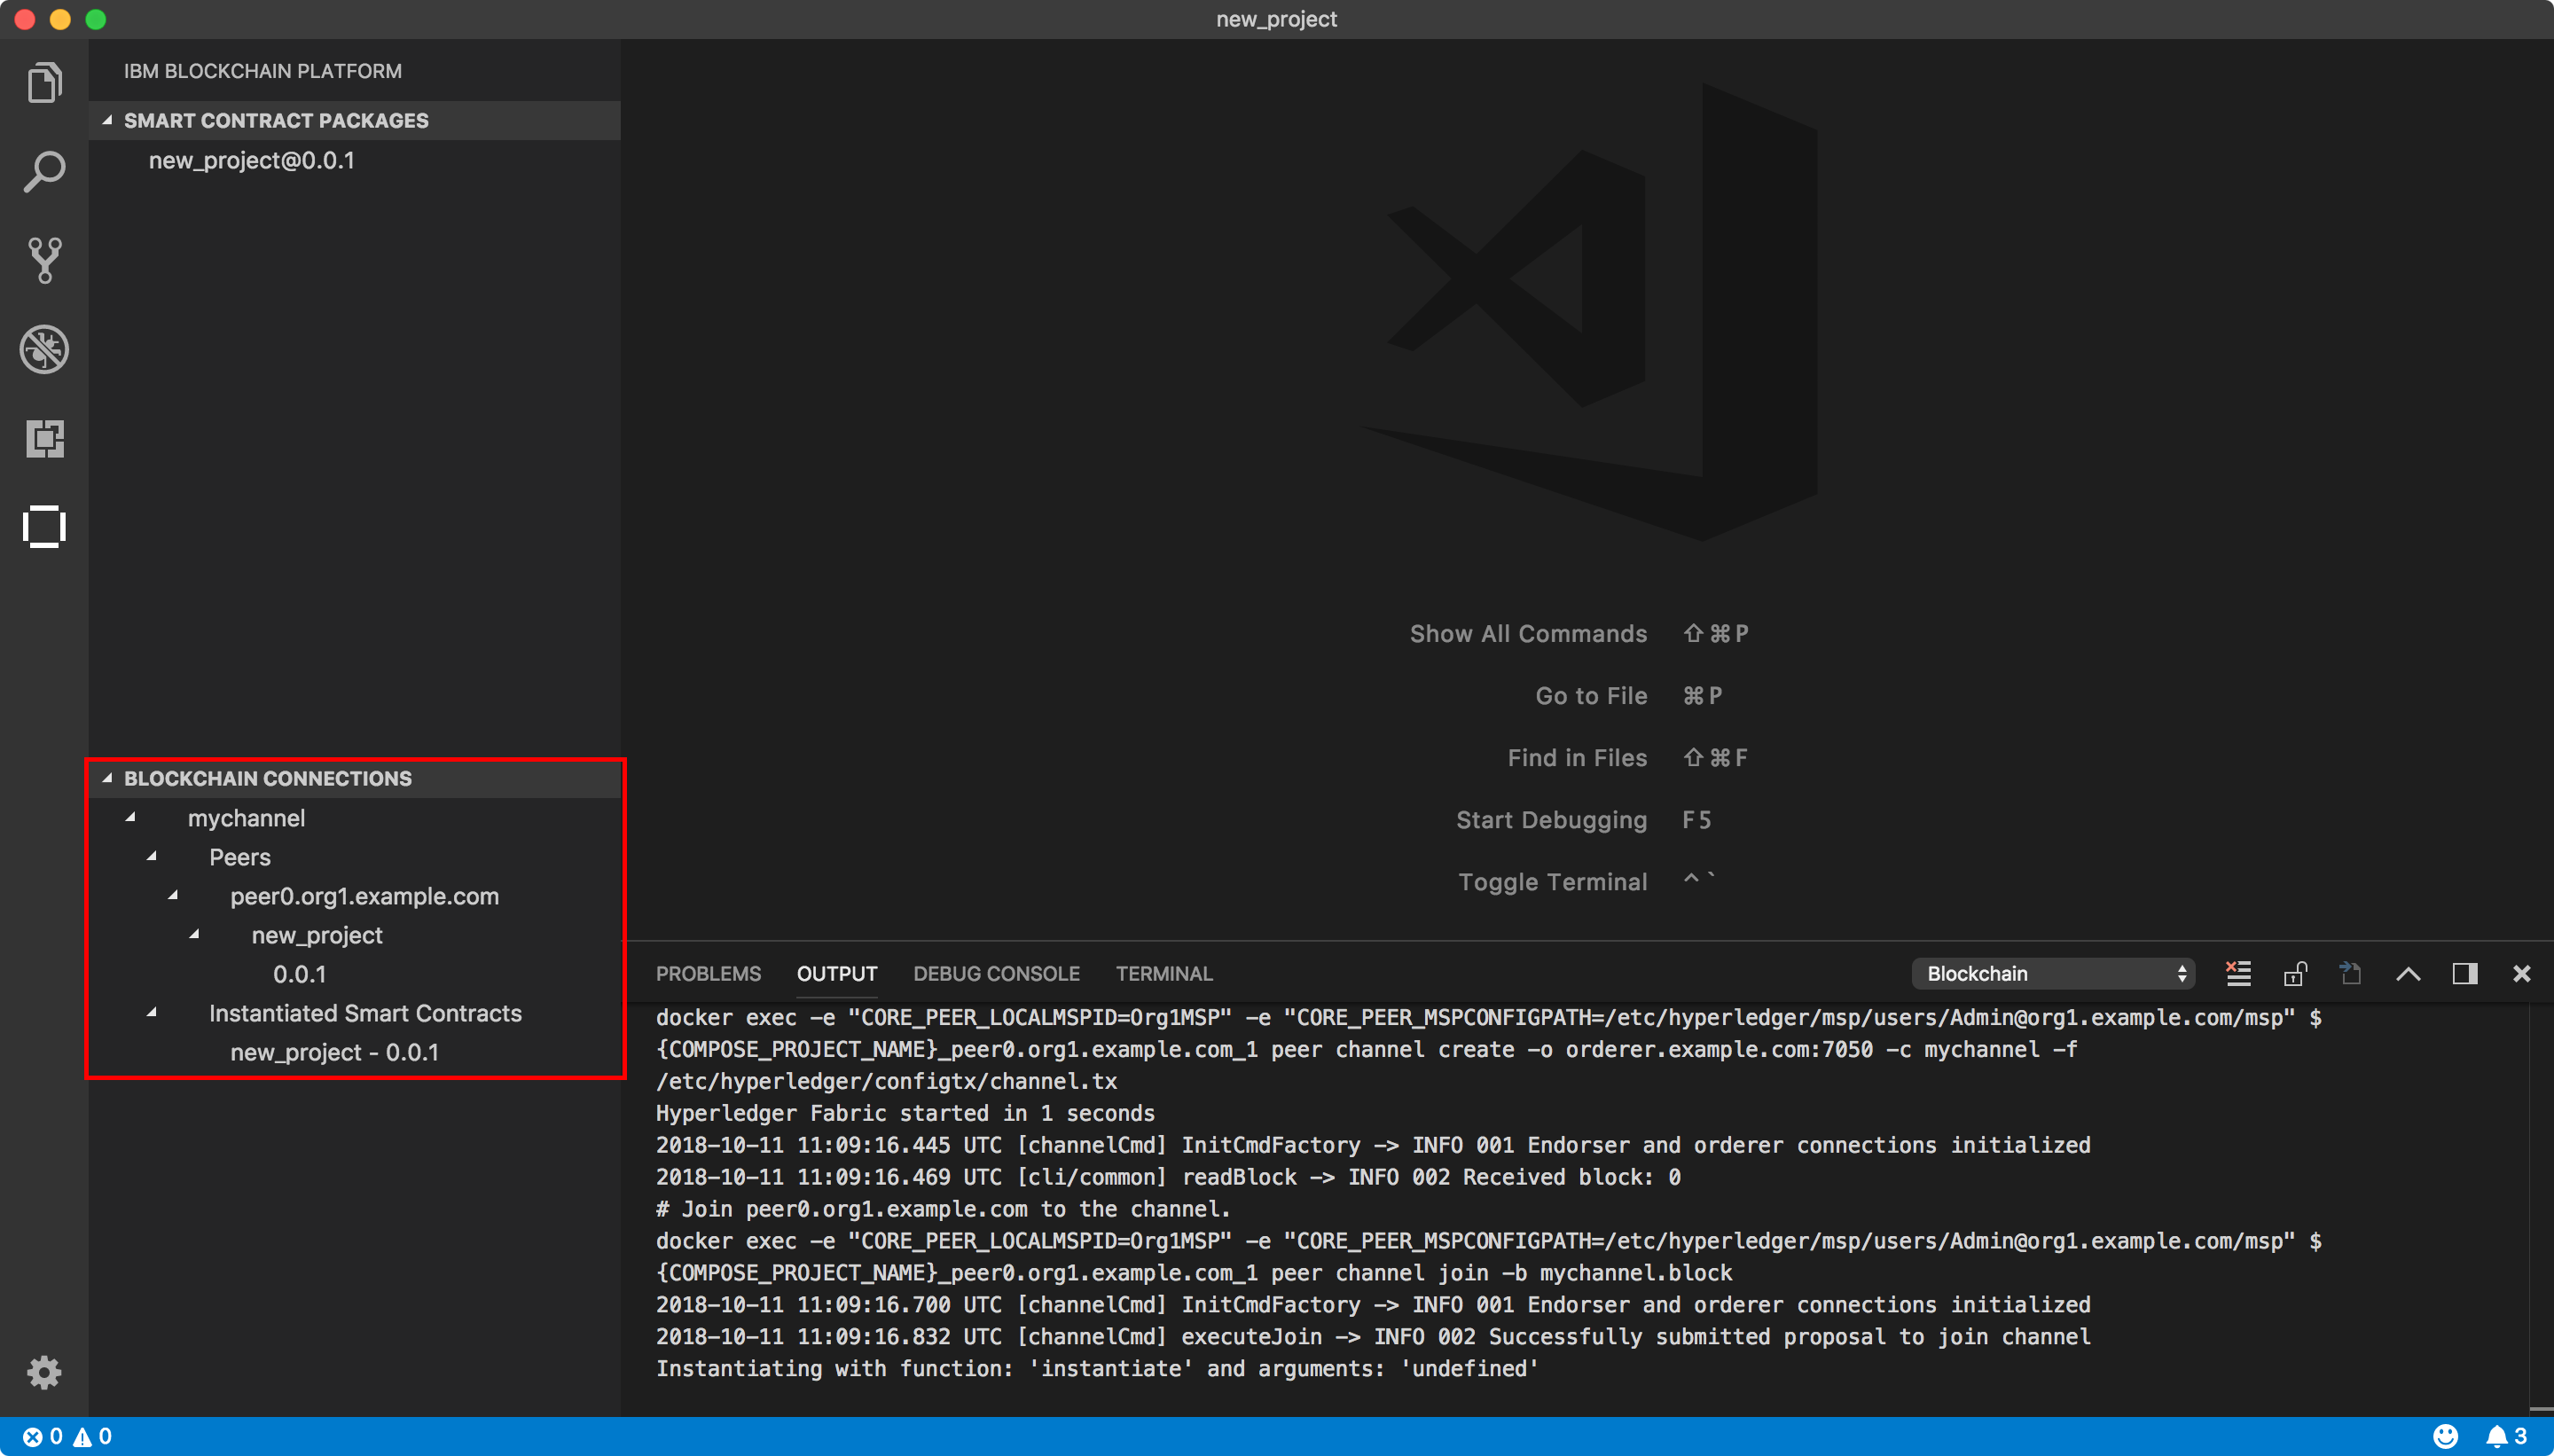 new_project
IBM BLOCKCHAIN PLATFORM
SMART CONTRACT PACKAGES
new_project@0.0.1
BLOCKCHAIN CONNECTIONS
mychannel
Peers
peer0.org1.example.com
new_project
0.0.1
Instantiated Smart Contracts
new_project - 0.0.1
Show All Commands ⇧⌘P
Go to File ⌘P
Find in Files ⇧⌘F
Start Debugging F5
Toggle Terminal ^`
PROBLEMS OUTPUT DEBUG CONSOLE TERMINAL Blockchain
docker exec -e "CORE_PEER_LOCALMSPID=Org1MSP" -e "CORE_PEER_MSPCONFIGPATH=/etc/hyperledger/msp/users/Admin@org1.example.com/msp" $
{COMPOSE_PROJECT_NAME}_peer0.org1.example.com_1 peer channel create -o orderer.example.com:7050 -c mychannel -f
/etc/hyperledger/configtx/channel.tx
Hyperledger Fabric started in 1 seconds
2018-10-11 11:09:16.445 UTC [channelCmd] InitCmdFactory -> INFO 001 Endorser and orderer connections initialized
2018-10-11 11:09:16.469 UTC [cli/common] readBlock -> INFO 002 Received block: 0
# Join peer0.org1.example.com to the channel.
docker exec -e "CORE_PEER_LOCALMSPID=Org1MSP" -e "CORE_PEER_MSPCONFIGPATH=/etc/hyperledger/msp/users/Admin@org1.example.com/msp" $
{COMPOSE_PROJECT_NAME}_peer0.org1.example.com_1 peer channel join -b mychannel.block
2018-10-11 11:09:16.700 UTC [channelCmd] InitCmdFactory -> INFO 001 Endorser and orderer connections initialized
2018-10-11 11:09:16.832 UTC [channelCmd] executeJoin -> INFO 002 Successfully submitted proposal to join channel
Instantiating with function: 'instantiate' and arguments: 'undefined'
0 0 3